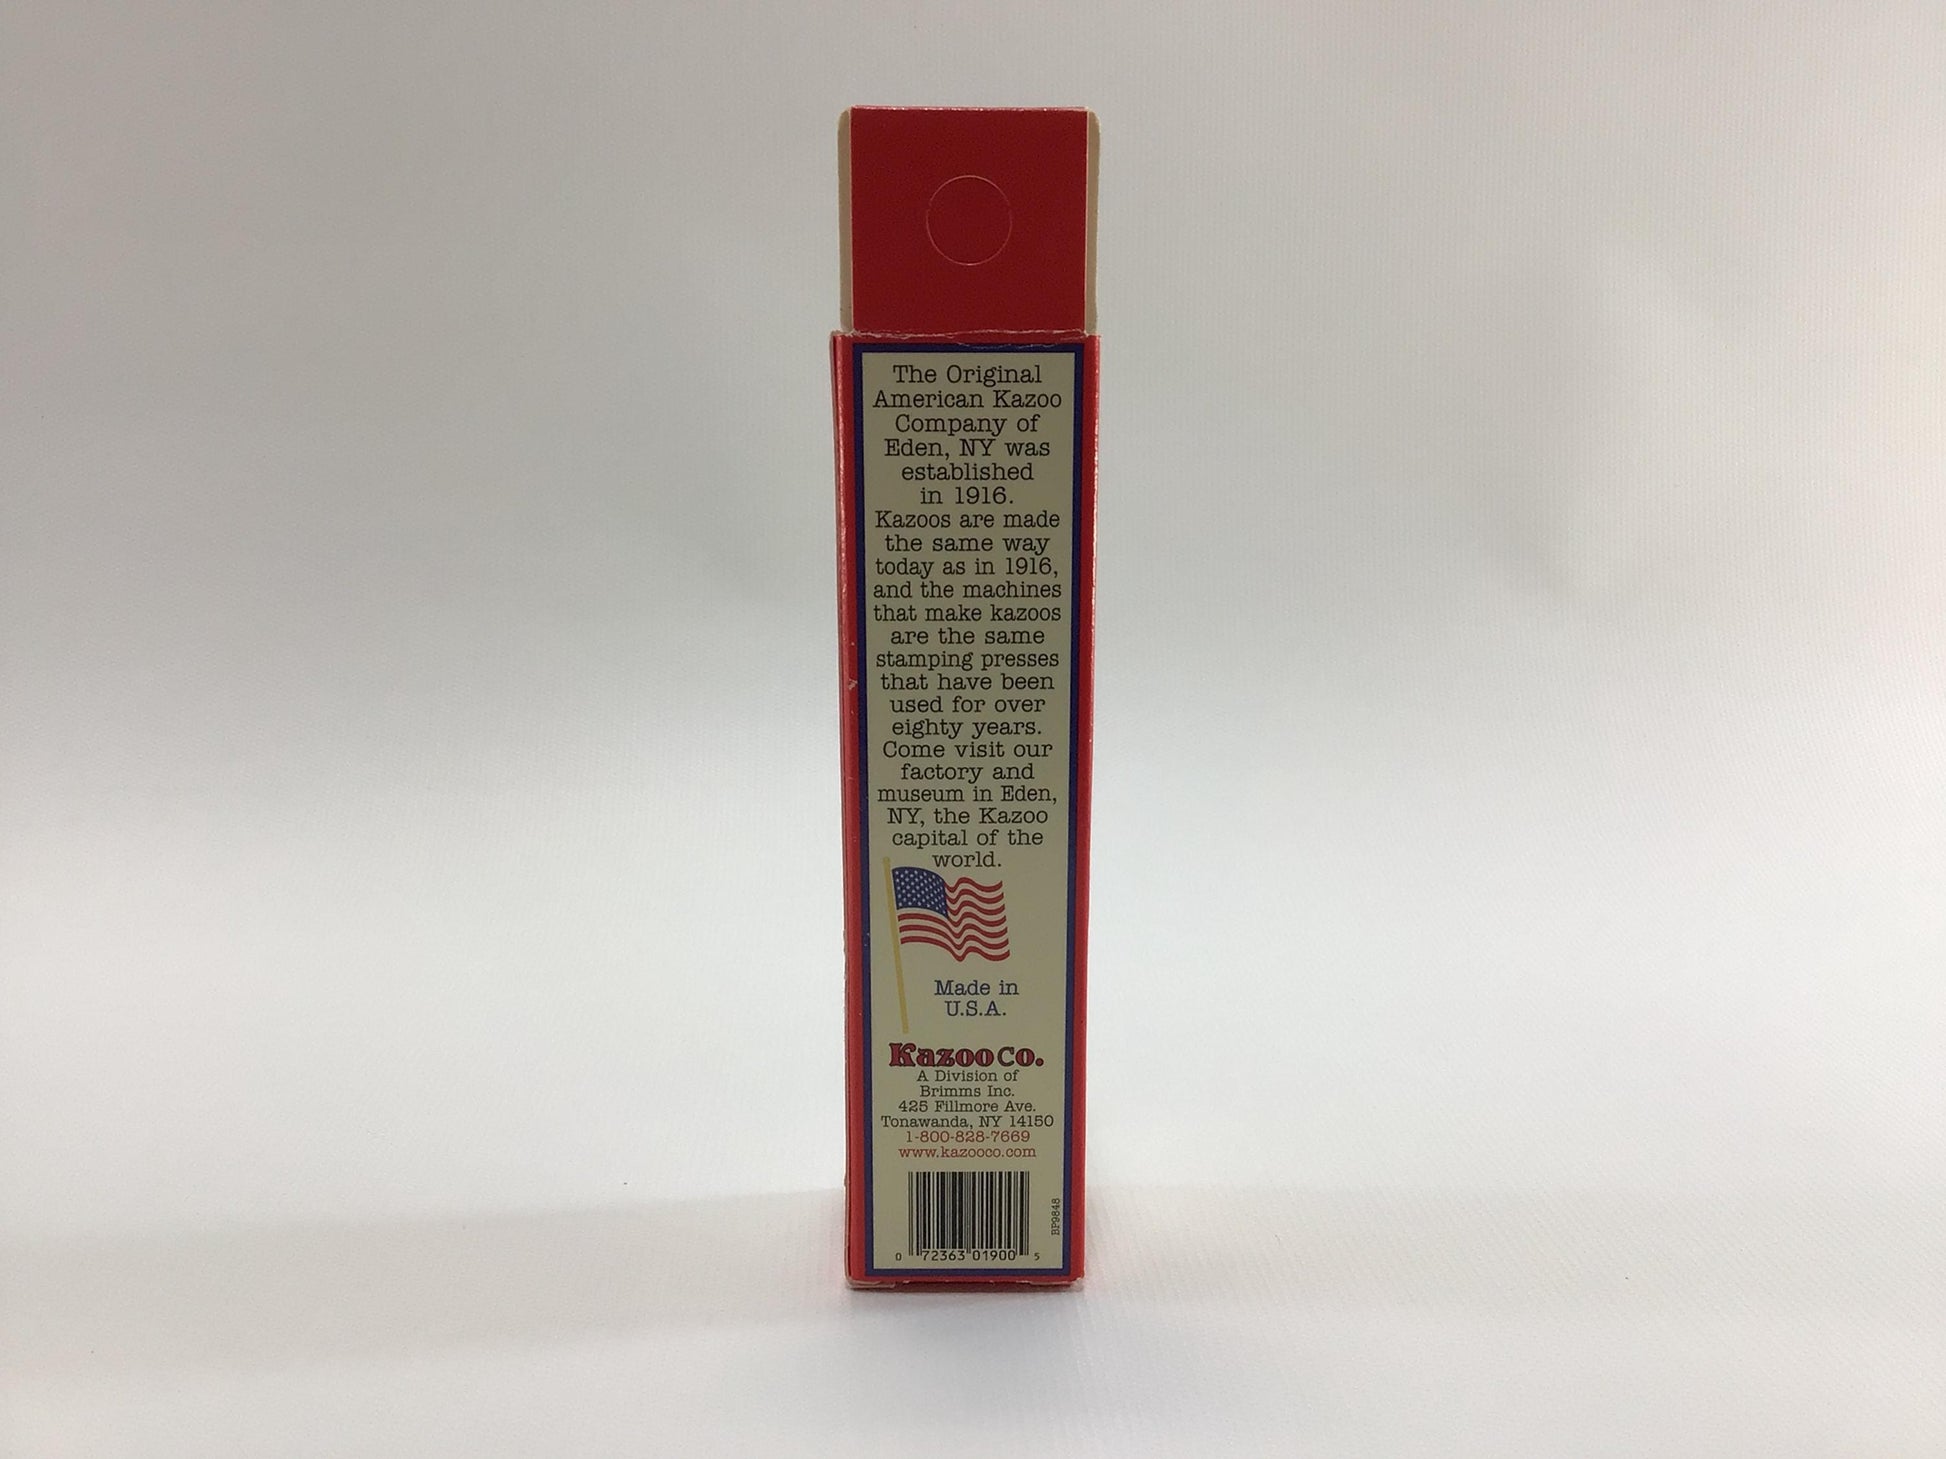 The Original
American Kazoo
Company of
Eden, NY was
established
in 1916.
Kazoos are made
the same way
today as in 1916,
and the machines
that make kazoos
are the same
stamping presses
that have been
used for over
eighty years.
Come visit our
factory and
museum in Eden,
NY, the Kazoo
capital of the
world.
Made in
U.S.A.
Kazoo Co.
A Division of
Brimms Inc.
425 Fillmore Ave.
Tonawanda, NY 14150
1-800-828-7669
www.kazooco.com
BP9848
0 72363 01900 5